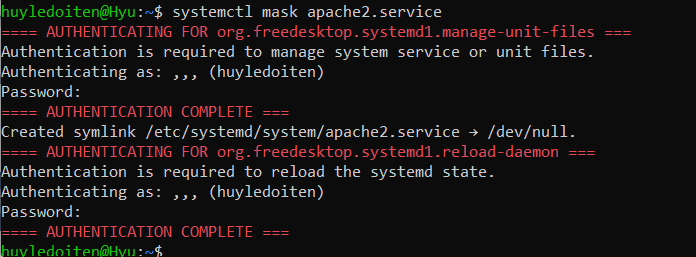 huyledoiten@Hyu:~$ systemctl mask apache2.service
==== AUTHENTICATING FOR org.freedesktop.systemd1.manage-unit-files ===
Authentication is required to manage system service or unit files.
Authenticating as: ,,, (huyledoiten)
Password:
==== AUTHENTICATION COMPLETE ===
Created symlink /etc/systemd/system/apache2.service → /dev/null.
==== AUTHENTICATING FOR org.freedesktop.systemd1.reload-daemon ===
Authentication is required to reload the systemd state.
Authenticating as: ,,, (huyledoiten)
Password:
==== AUTHENTICATION COMPLETE ===
huyledoiten@Hyu:~$